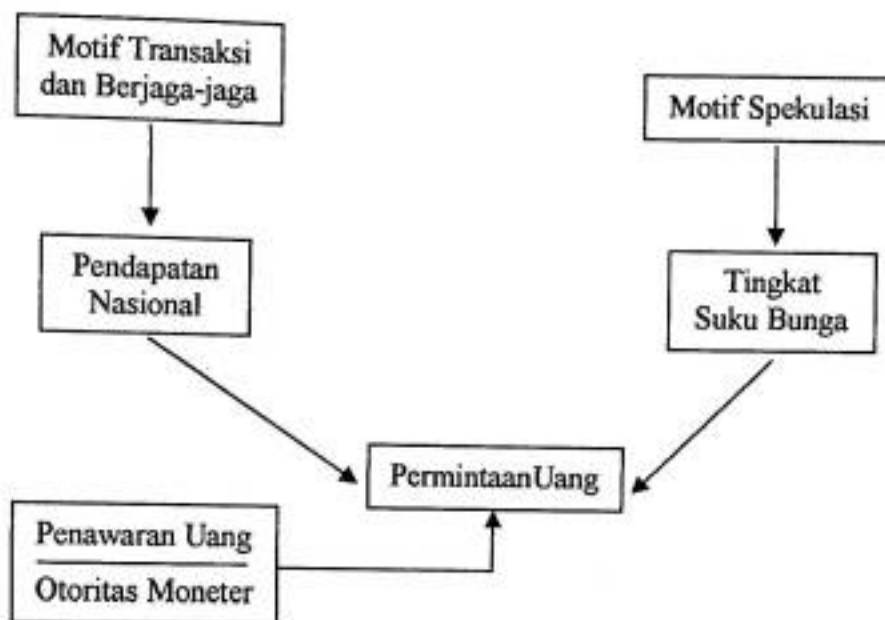 Motif Transaksi
dan Berjaga-jaga
Motif Spekulasi
Pendapatan
Nasional
Tingkat
Suku Bunga
PermintaanUang
Penawaran Uang
Otoritas Moneter